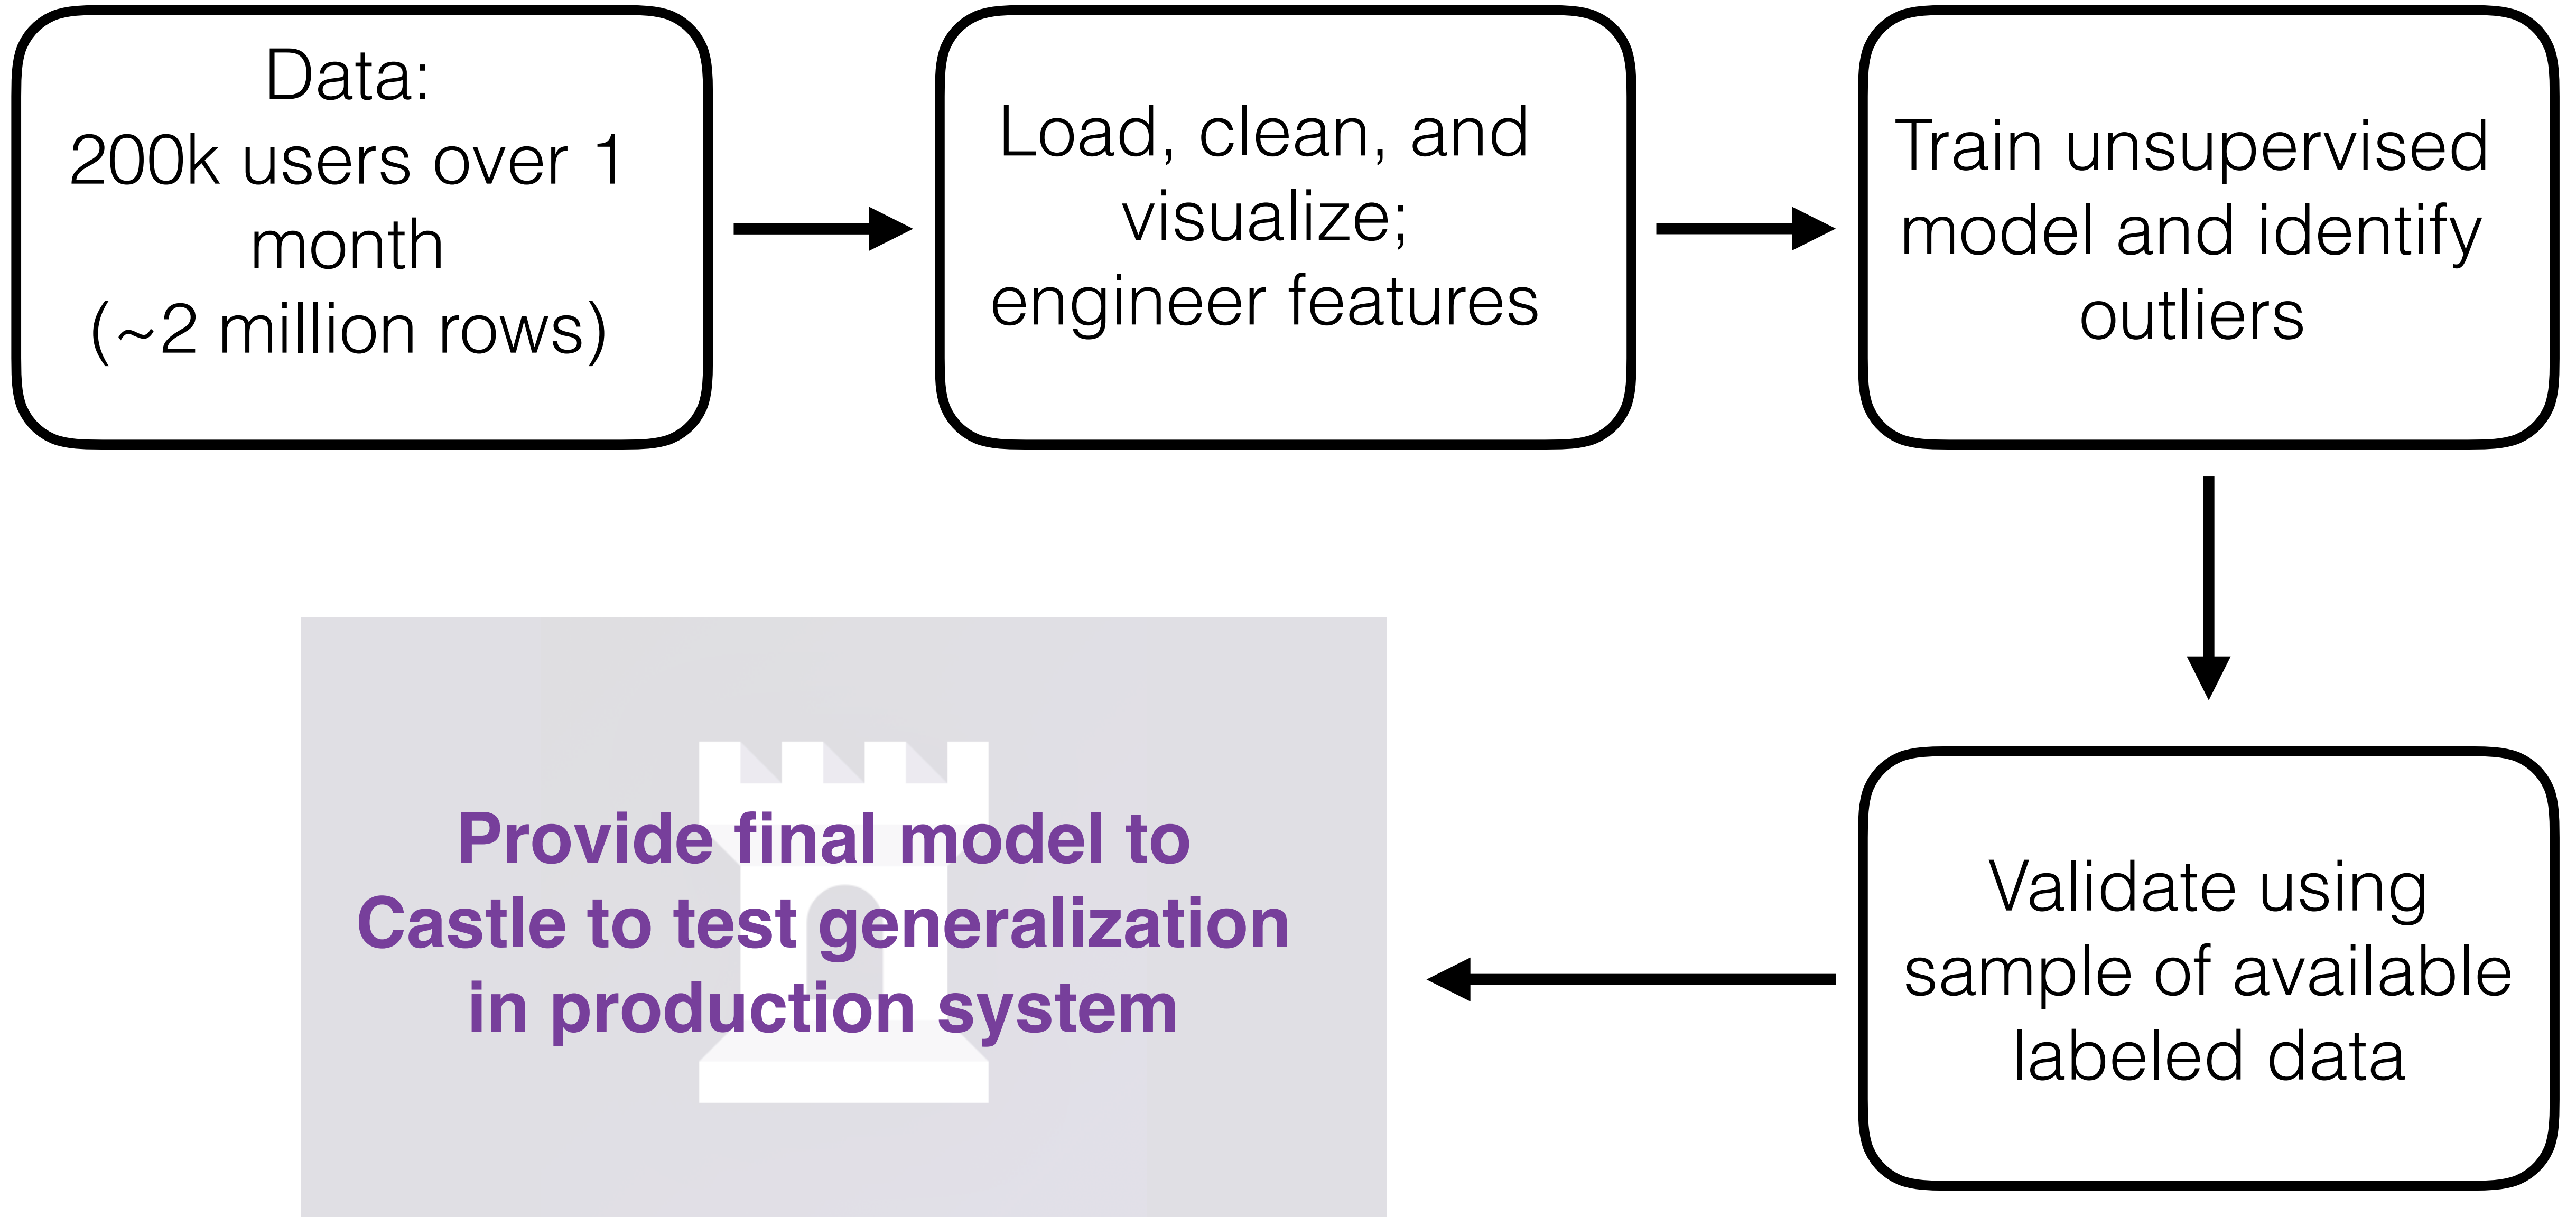 Data:
200k users over 1
month
(~2 million rows)
Load, clean, and
visualize;
engineer features
Train unsupervised
model and identify
outliers
Validate using
sample of available
labeled data
Provide final model to
Castle to test generalization
in production system